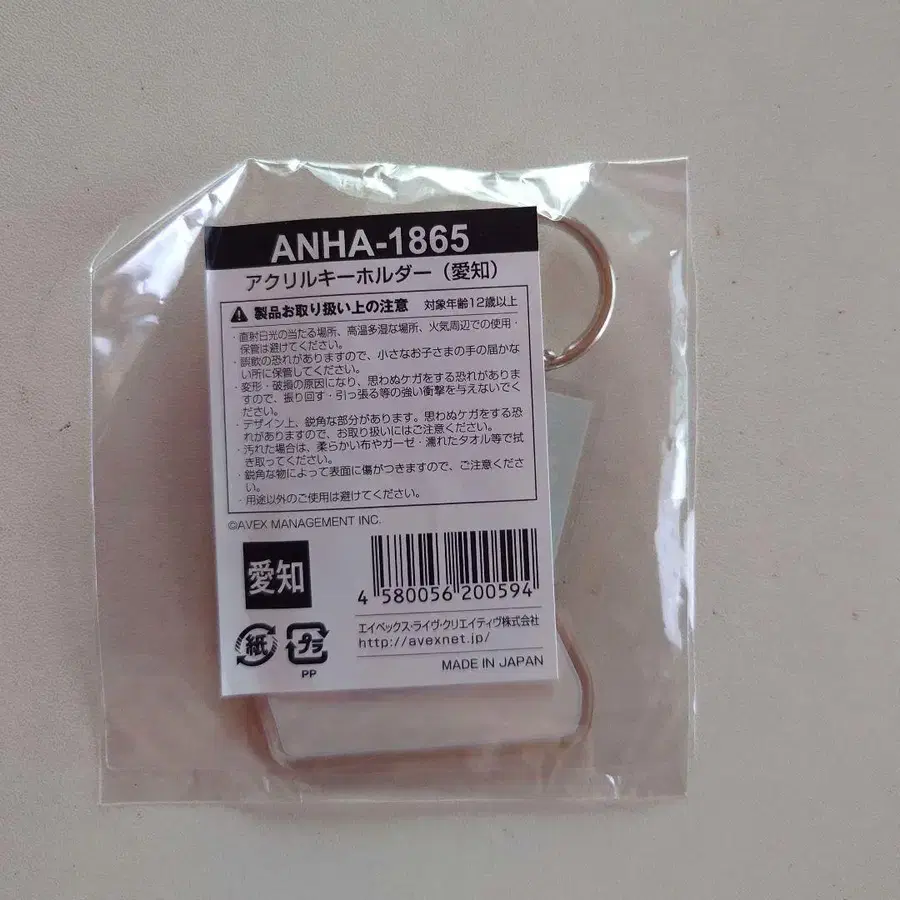 ANHA-1865
アクリルキーホルダー（愛知）
製品お取り扱い上の注意 対象年齢12歳以上
・直射日光の当たる場所、高温多湿な場所、火気周辺での使用・
保管は避けてください。
・誤飲の恐れがありますので、小さなお子さまの手の届かな
い所に保管してください。
・変形・破損の原因になり、思わぬケガをする恐れがありま
すので、振り回す・引っ張る等の強い衝撃を与えないでく
ださい。
・デザイン上、鋭角な部分があります。思わぬケガをする恐
れがありますので、お取り扱いにはご注意ください。
・汚れた場合は、柔らかい布やガーゼ・濡れたタオル等で拭
き取ってください。
・鋭角な物によって表面に傷がつきますので、ご注意くださ
い。
・用途以外のご使用は避けてください。
©AVEX MANAGEMENT INC.
愛知
4 580056 200594
エイベックス・ライヴ・クリエイティヴ株式会社
http://avexnet.jp/
紙
プラ
PP
MADE IN JAPAN